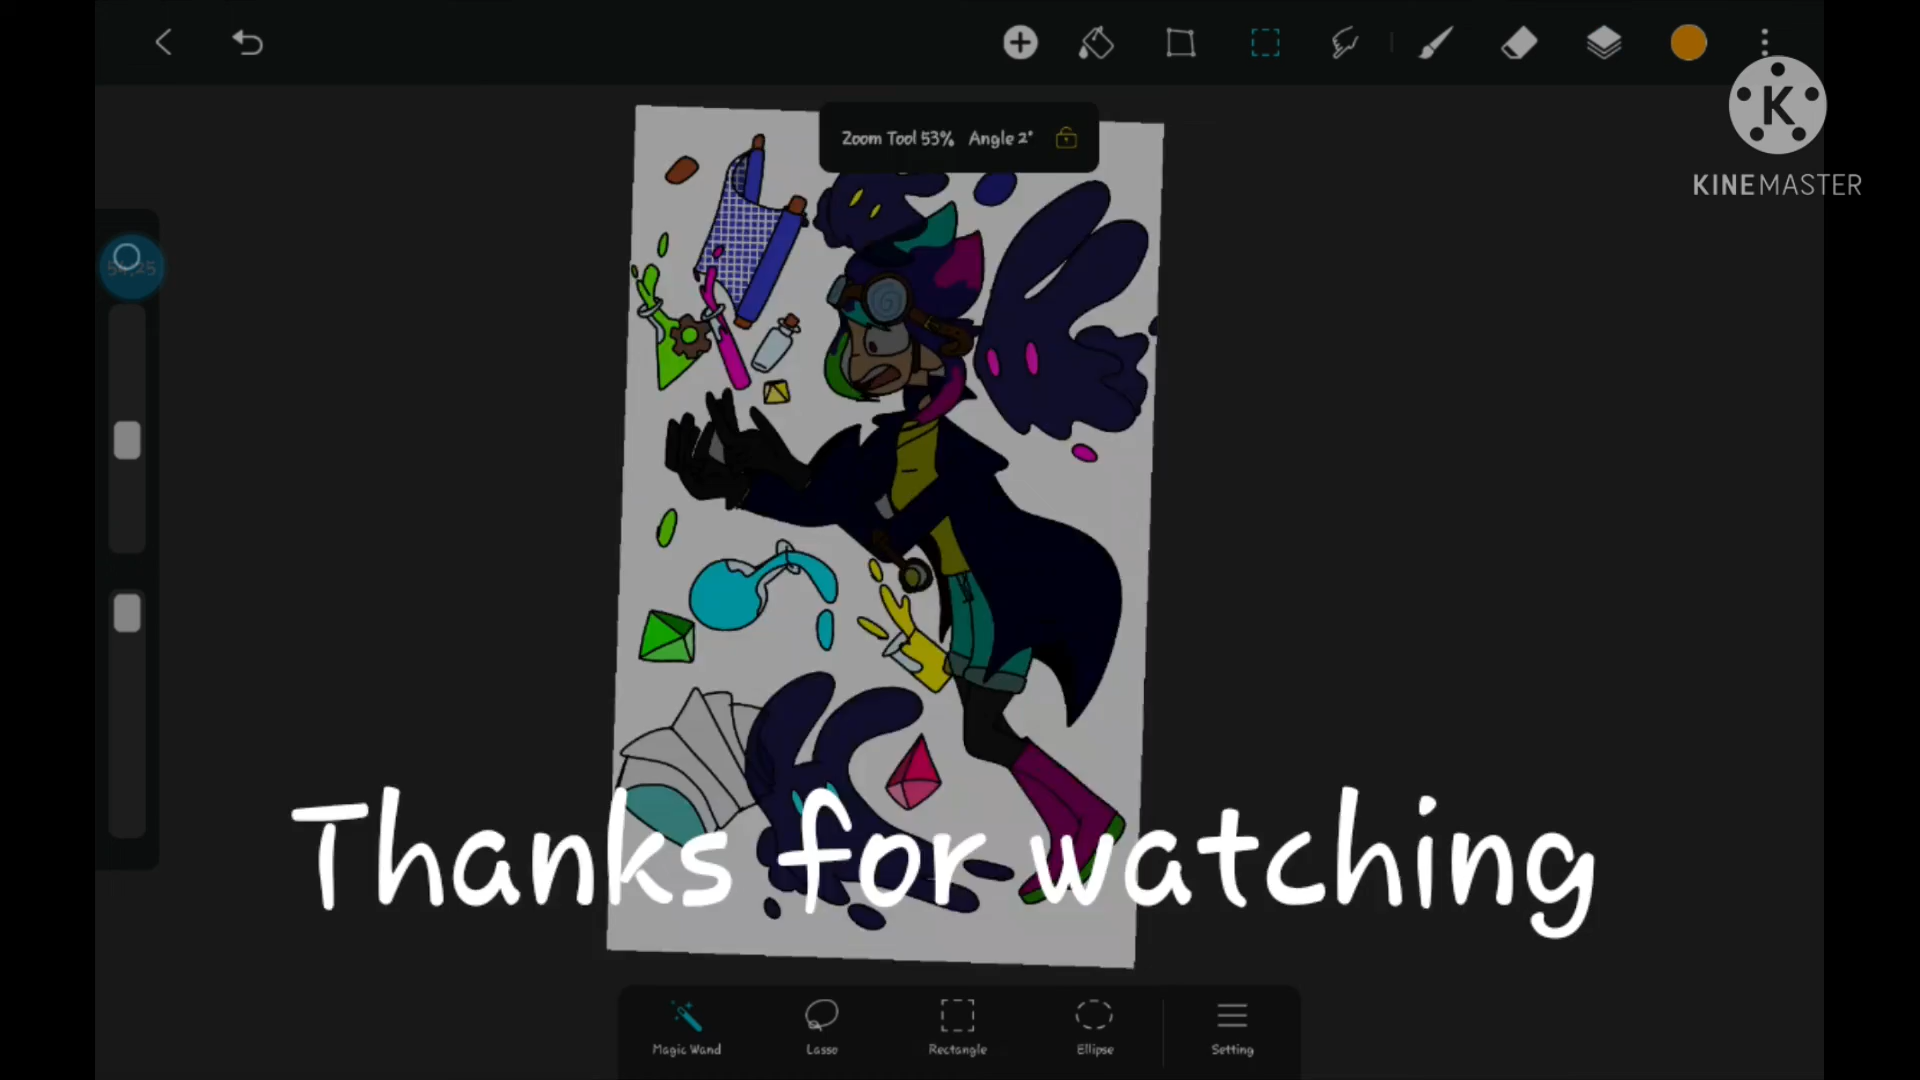 Zoom Tool 53% Angle 2°
K
KINEMASTER
Thanks for watching
Magic Wand
Lasso
Rectangle
Ellipse
Setting